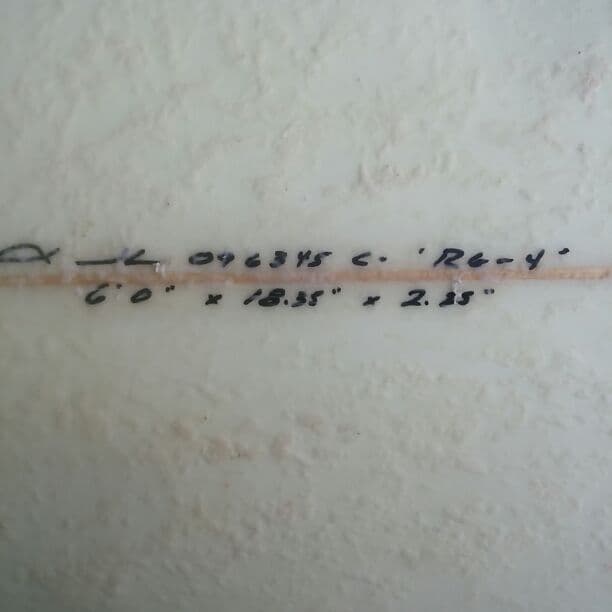 096345 C. 'R6-4"
6'0" x 18.35" x 2.35"